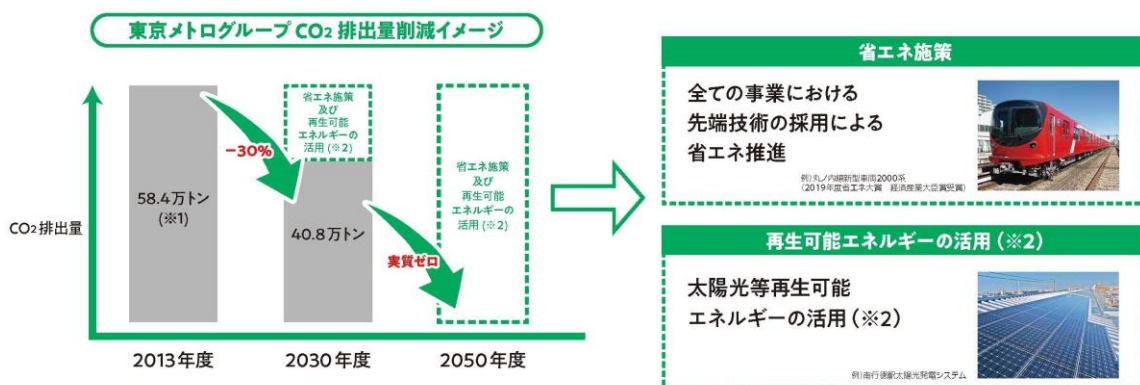 東京メトログループCO2排出量削減イメージ
CO2排出量
58.4万トン
(※1)
-30%
省エネ施策
及び
再生可能
エネルギーの
活用(※2)
40.8万トン
実質ゼロ
省エネ施策
及び
再生可能
エネルギーの
活用(※2)
2013年度
2030年度
2050年度
省エネ施策
全ての事業における
先端技術の採用による
省エネ推進
例)丸ノ内線新型車両2000系
(2019年度省エネ大賞 経済産業大臣賞受賞)
再生可能エネルギーの活用(※2)
太陽光等再生可能
エネルギーの活用(※2)
例)南行徳駅太陽光発電システム